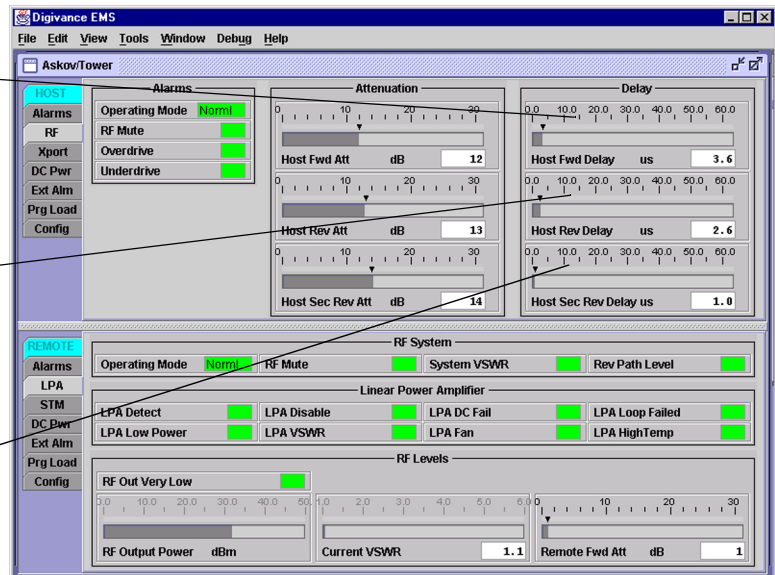 Digivance EMS
File Edit View Tools Window Debug Help
Askov/Tower
HOST
Alarms
RF
Xport
DC Pwr
Ext Alm
Prg Load
Config
Alarms
Operating Mode Norml
RF Mute
Overdrive
Underdrive
Attenuation
0 10 20 30
Host Fwd Att dB 12
0 10 20 30
Host Rev Att dB 13
0 10 20 30
Host Sec Rev Att dB 14
Delay
0.0 10.0 20.0 30.0 40.0 50.0 60.0
Host Fwd Delay us 3.6
0.0 10.0 20.0 30.0 40.0 50.0 60.0
Host Rev Delay us 2.6
0.0 10.0 20.0 30.0 40.0 50.0 60.0
Host Sec Rev Delay us 1.0
REMOTE
Alarms
LPA
STM
DC Pwr
Ext Alm
Prg Load
Config
RF System
Operating Mode Norml RF Mute System VSWR Rev Path Level
Linear Power Amplifier
LPA Detect LPA Disable LPA DC Fail LPA Loop Failed
LPA Low Power LPA VSWR LPA Fan LPA HighTemp
RF Levels
RF Out Very Low
0.0 10.0 20.0 30.0 40.0 50.
RF Output Power dBm
1.0 2.0 3.0 4.0 5.0 6.0
Current VSWR 1.1
0 10 20 30
Remote Fwd Att dB 1